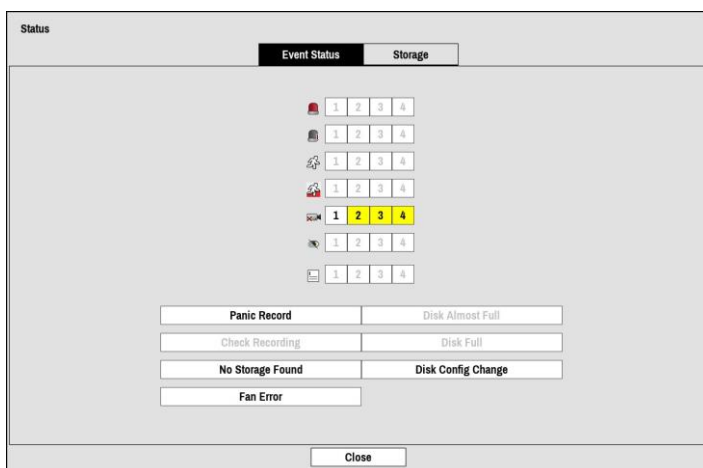 Status
Event Status Storage
1 2 3 4
1 2 3 4
1 2 3 4
1 2 3 4
1 2 3 4
1 2 3 4
1 2 3 4
Panic Record Disk Almost Full
Check Recording Disk Full
No Storage Found Disk Config Change
Fan Error
Close